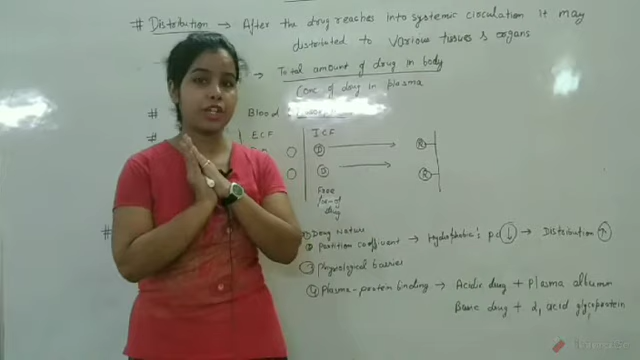 # Distribution → After the drug reaches into systemic circulation it may
distributed to various tissues & organs
→ Total amount of drug in body
Conc of drug in plasma
# Blood
#
ECF ICF
D R
D R
Free
form of
drug
#
① Drug Nature
② Partition coefficient → Hydrophobic's pc ↓ → Distribution ↑
③ Physiological barriers
④ Plasma-protein binding → Acidic drug + Plasma albumin
Basic drug + α, acid glycoprotein